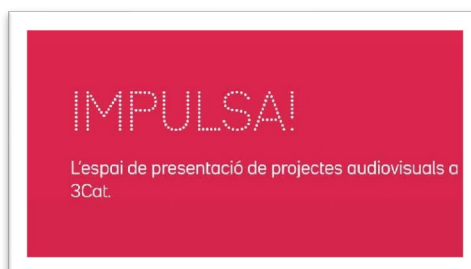 IMPULSA!
L'espai de presentació de projectes audiovisuals a
3Cat.